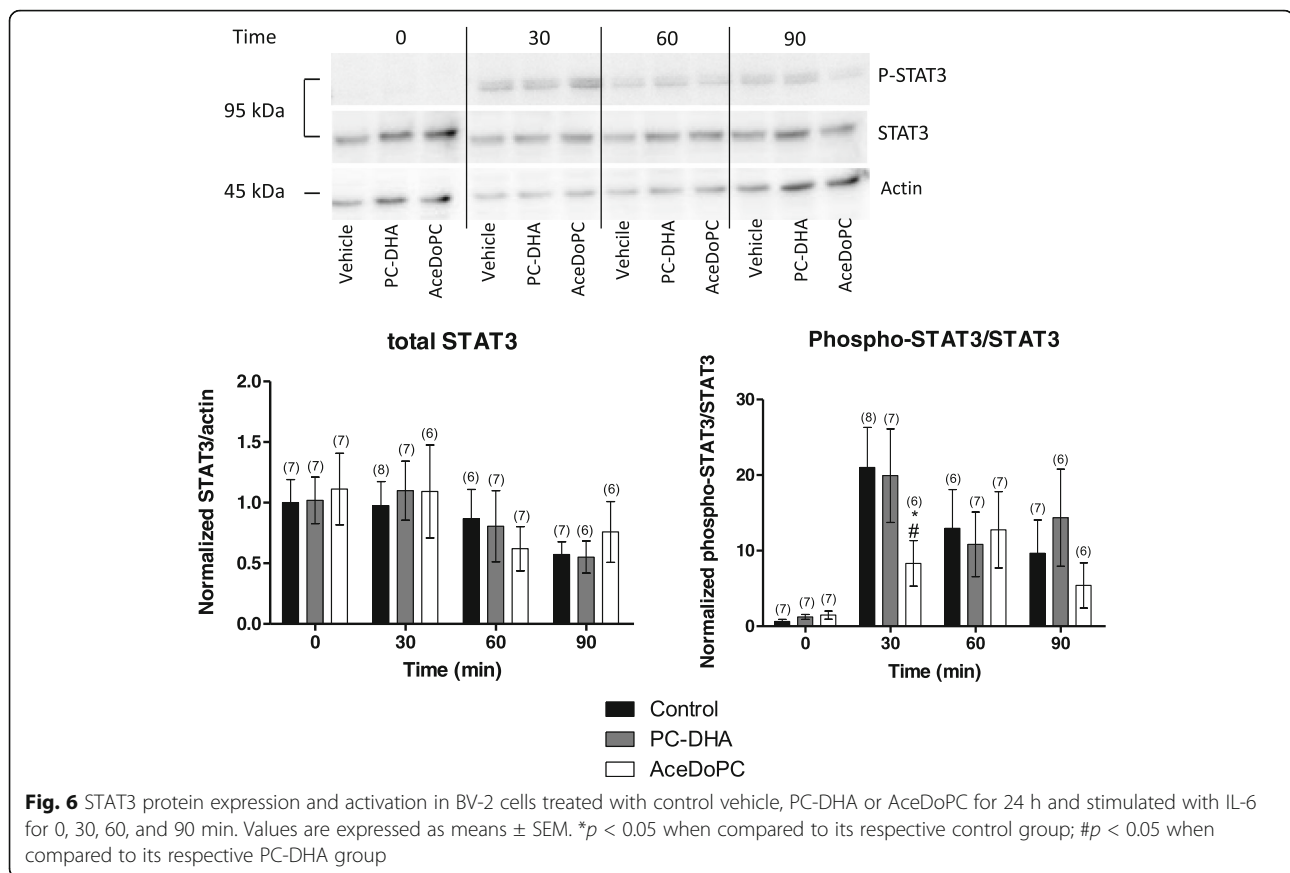 Time 0 30 60 90
P-STAT3
95 kDa
STAT3
45 kDa
Actin
Vehicle PC-DHA AceDoPC Vehicle PC-DHA AceDoPC Vehcile PC-DHA AceDoPC Vehicle PC-DHA AceDoPC
total STAT3
Normalized STAT3/actin
2.0
1.5
1.0
0.5
0.0
(7) (7) (7) (8) (7) (6) (6) (7) (7) (7) (7) (6)
0 30 60 90
Time (min)
Phospho-STAT3/STAT3
Normalized phospho-STAT3/STAT3
30
20
10
0
(7) (7) (7) (8) (7) (6) (6) (7) (7) (7) (6) (6)
*
#
0 30 60 90
Time (min)
Control
PC-DHA
AceDoPC
Fig. 6 STAT3 protein expression and activation in BV-2 cells treated with control vehicle, PC-DHA or AceDoPC for 24 h and stimulated with IL-6
for 0, 30, 60, and 90 min. Values are expressed as means ± SEM. *p < 0.05 when compared to its respective control group; #p < 0.05 when
compared to its respective PC-DHA group